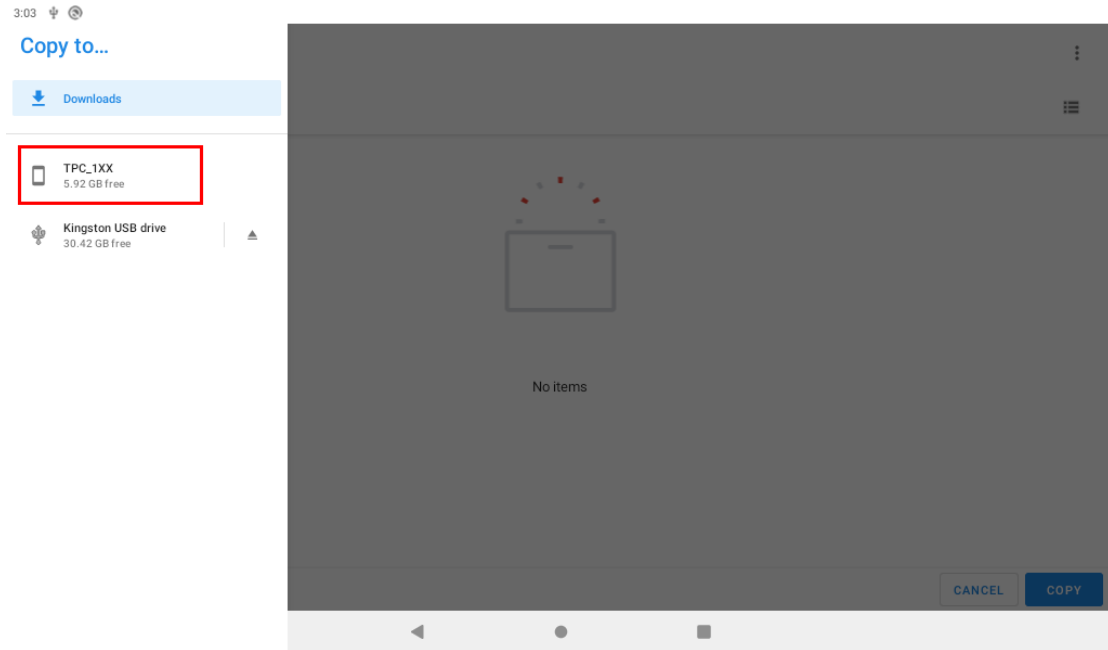 3:03
Copy to...
Downloads
TPC_1XX
5.92 GB free
Kingston USB drive
30.42 GB free
No items
CANCEL
COPY